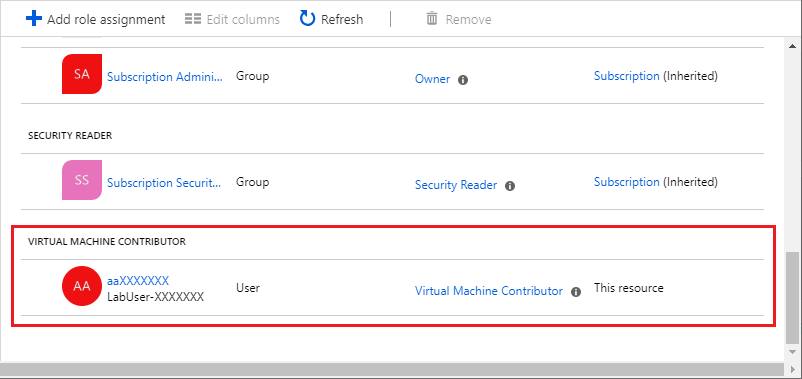 Add role assignment Edit columns Refresh Remove
SA Subscription Admini... Group Owner Subscription (Inherited)
SECURITY READER
SS Subscription Securit... Group Security Reader Subscription (Inherited)
VIRTUAL MACHINE CONTRIBUTOR
AA aaXXXXXXX User Virtual Machine Contributor This resource
LabUser-XXXXXXX